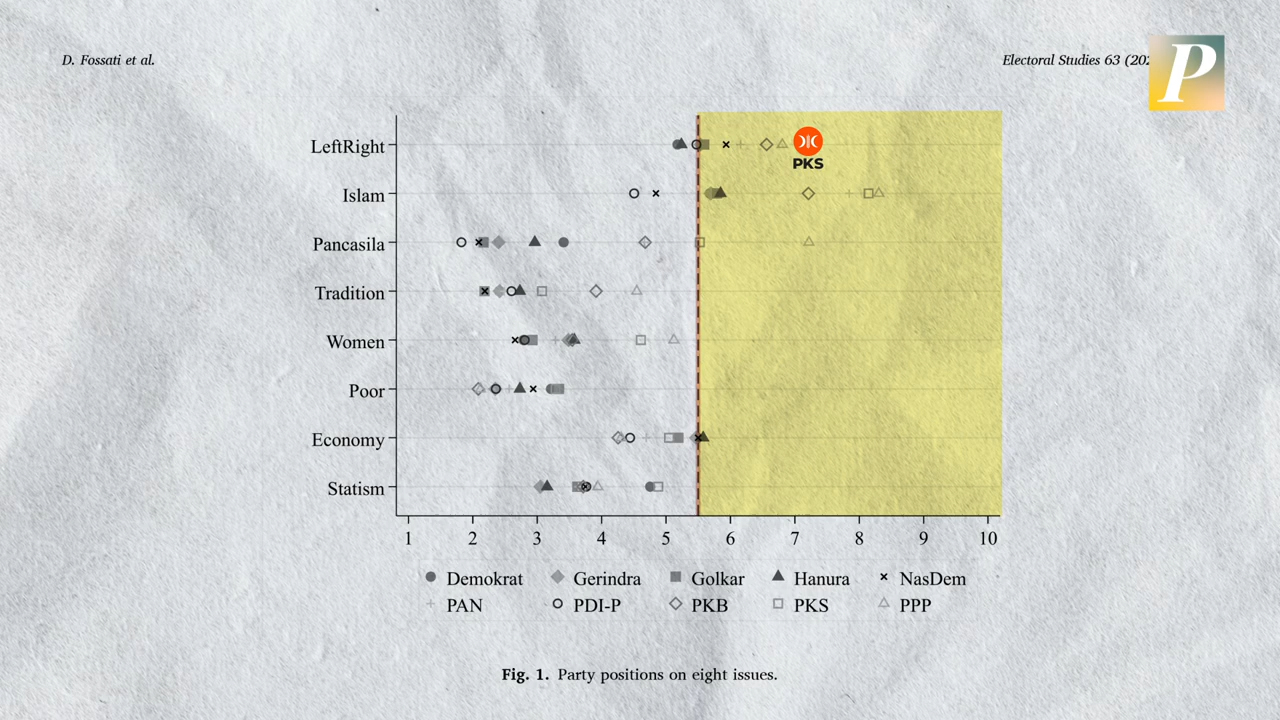 D. Fossati et al.
Electoral Studies 63
P
LeftRight
PKS
Islam
Pancasila
Tradition
Women
Poor
Economy
Statism
1 2 3 4 5 6 7 8 9 10
Demokrat Gerindra Golkar Hanura NasDem
PAN PDI-P PKB PKS PPP
Fig. 1. Party positions on eight issues.